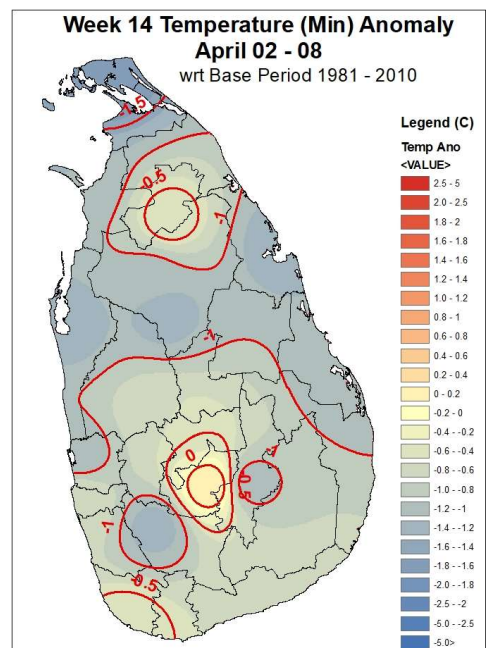 Week 14 Temperature (Min) Anomaly
April 02 - 08
wrt Base Period 1981 - 2010
Legend (C)
Temp Ano
<VALUE>
2.5 - 5
2.0 - 2.5
1.8 - 2
1.6 - 1.8
1.4 - 1.6
1.2 - 1.4
1.0 - 1.2
0.8 - 1
0.6 - 0.8
0.4 - 0.6
0.2 - 0.4
0 - 0.2
-0.2 - 0
-0.4 - -0.2
-0.6 - -0.4
-0.8 - -0.6
-1.0 - -0.8
-1.2 - -1
-1.4 - -1.2
-1.6 - -1.4
-1.8 - -1.6
-2.0 - -1.8
-2.5 - -2
-5.0 - -2.5
-5.0>
-1.5
-0.5
-1
-1
0
-1
-0.5
-1
-0.5